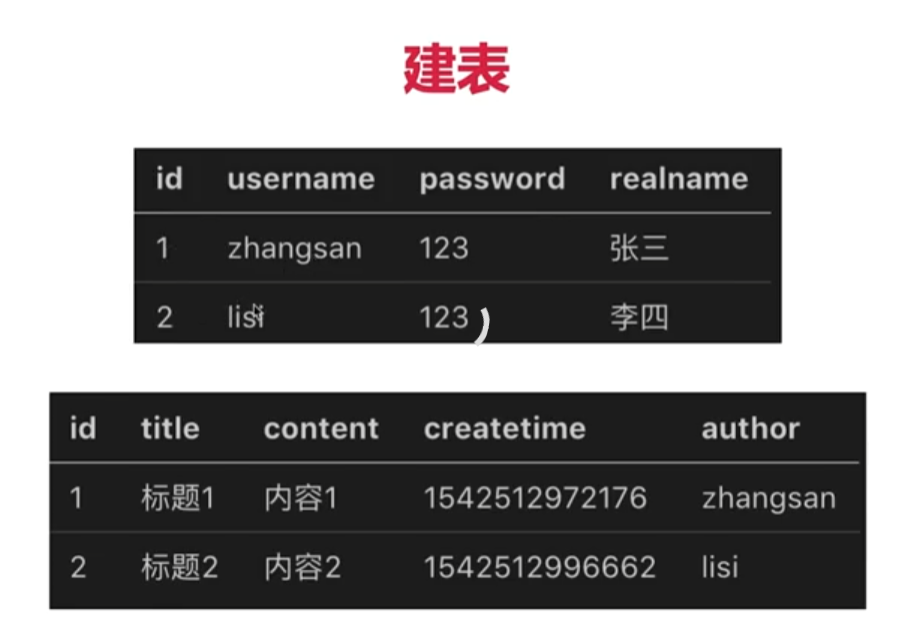 建表
id username password realname
1 zhangsan 123 张三
2 lisi 123 李四
id title content createtime author
1 标题1 内容1 1542512972176 zhangsan
2 标题2 内容2 1542512996662 lisi